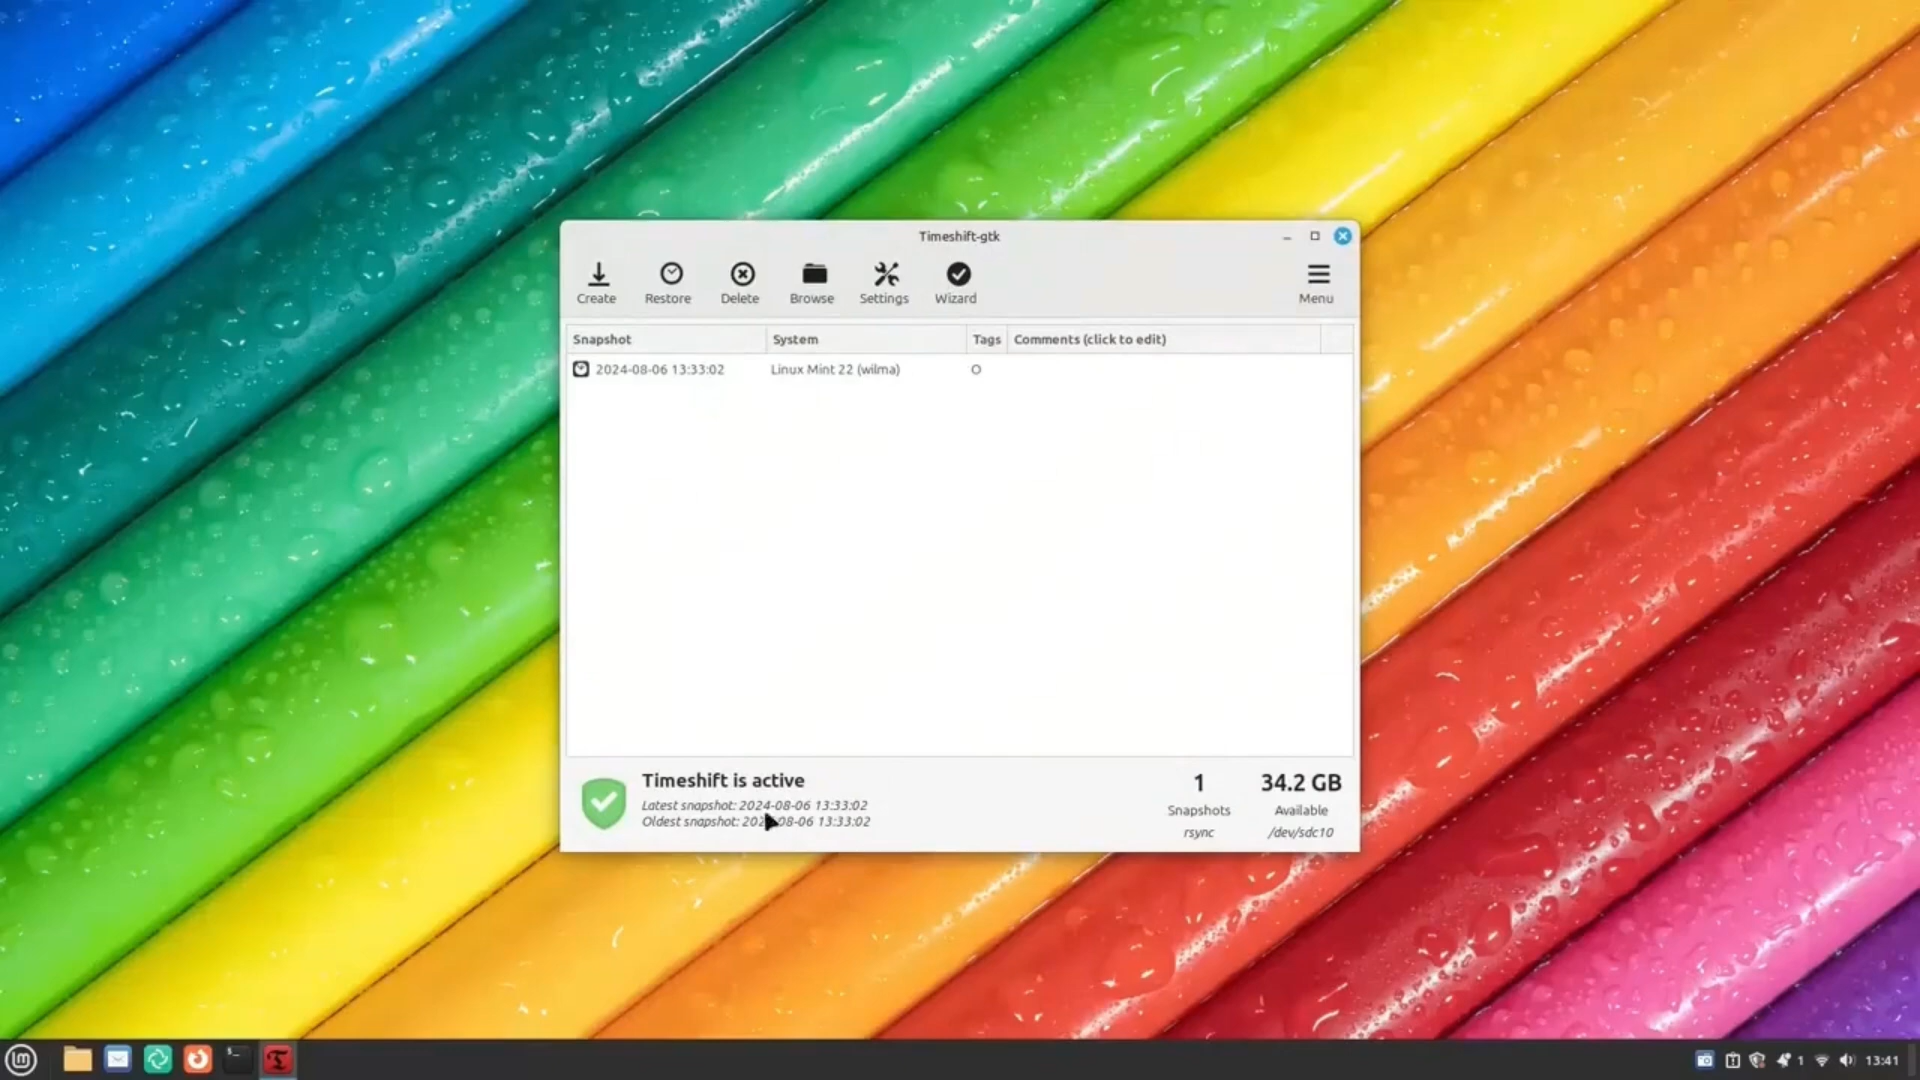 Timeshift-gtk
Create Restore Delete Browse Settings Wizard Menu
Snapshot System Tags Comments (click to edit)
2024-08-06 13:33:02 Linux Mint 22 (wilma) O
Timeshift is active
Latest snapshot: 2024-08-06 13:33:02
Oldest snapshot: 2024-08-06 13:33:02
1 34.2 GB
Snapshots Available
rsync /dev/sdc10
1 13:41